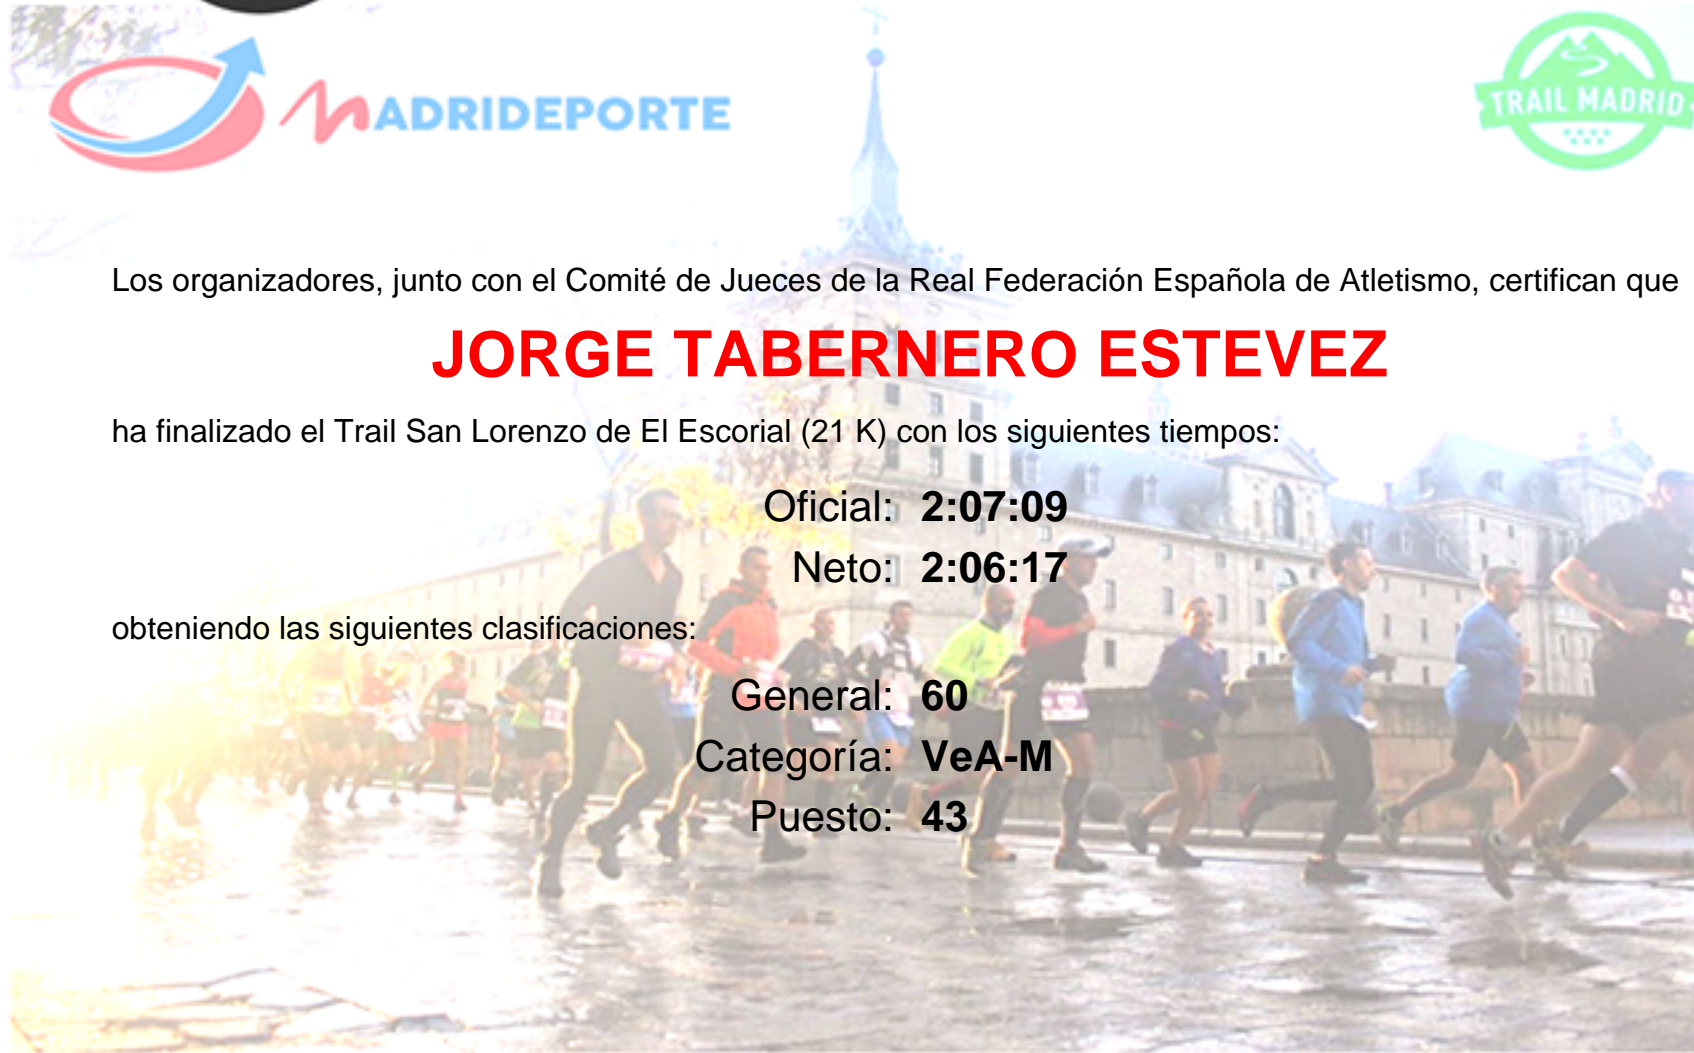 MADRIDEPORTE
TRAIL MADRID
Los organizadores, junto con el Comité de Jueces de la Real Federación Española de Atletismo, certifican que
JORGE TABERNERO ESTEVEZ
ha finalizado el Trail San Lorenzo de El Escorial (21 K) con los siguientes tiempos:
Oficial: 2:07:09
Neto: 2:06:17
obteniendo las siguientes clasificaciones:
General: 60
Categoría: VeA-M
Puesto: 43